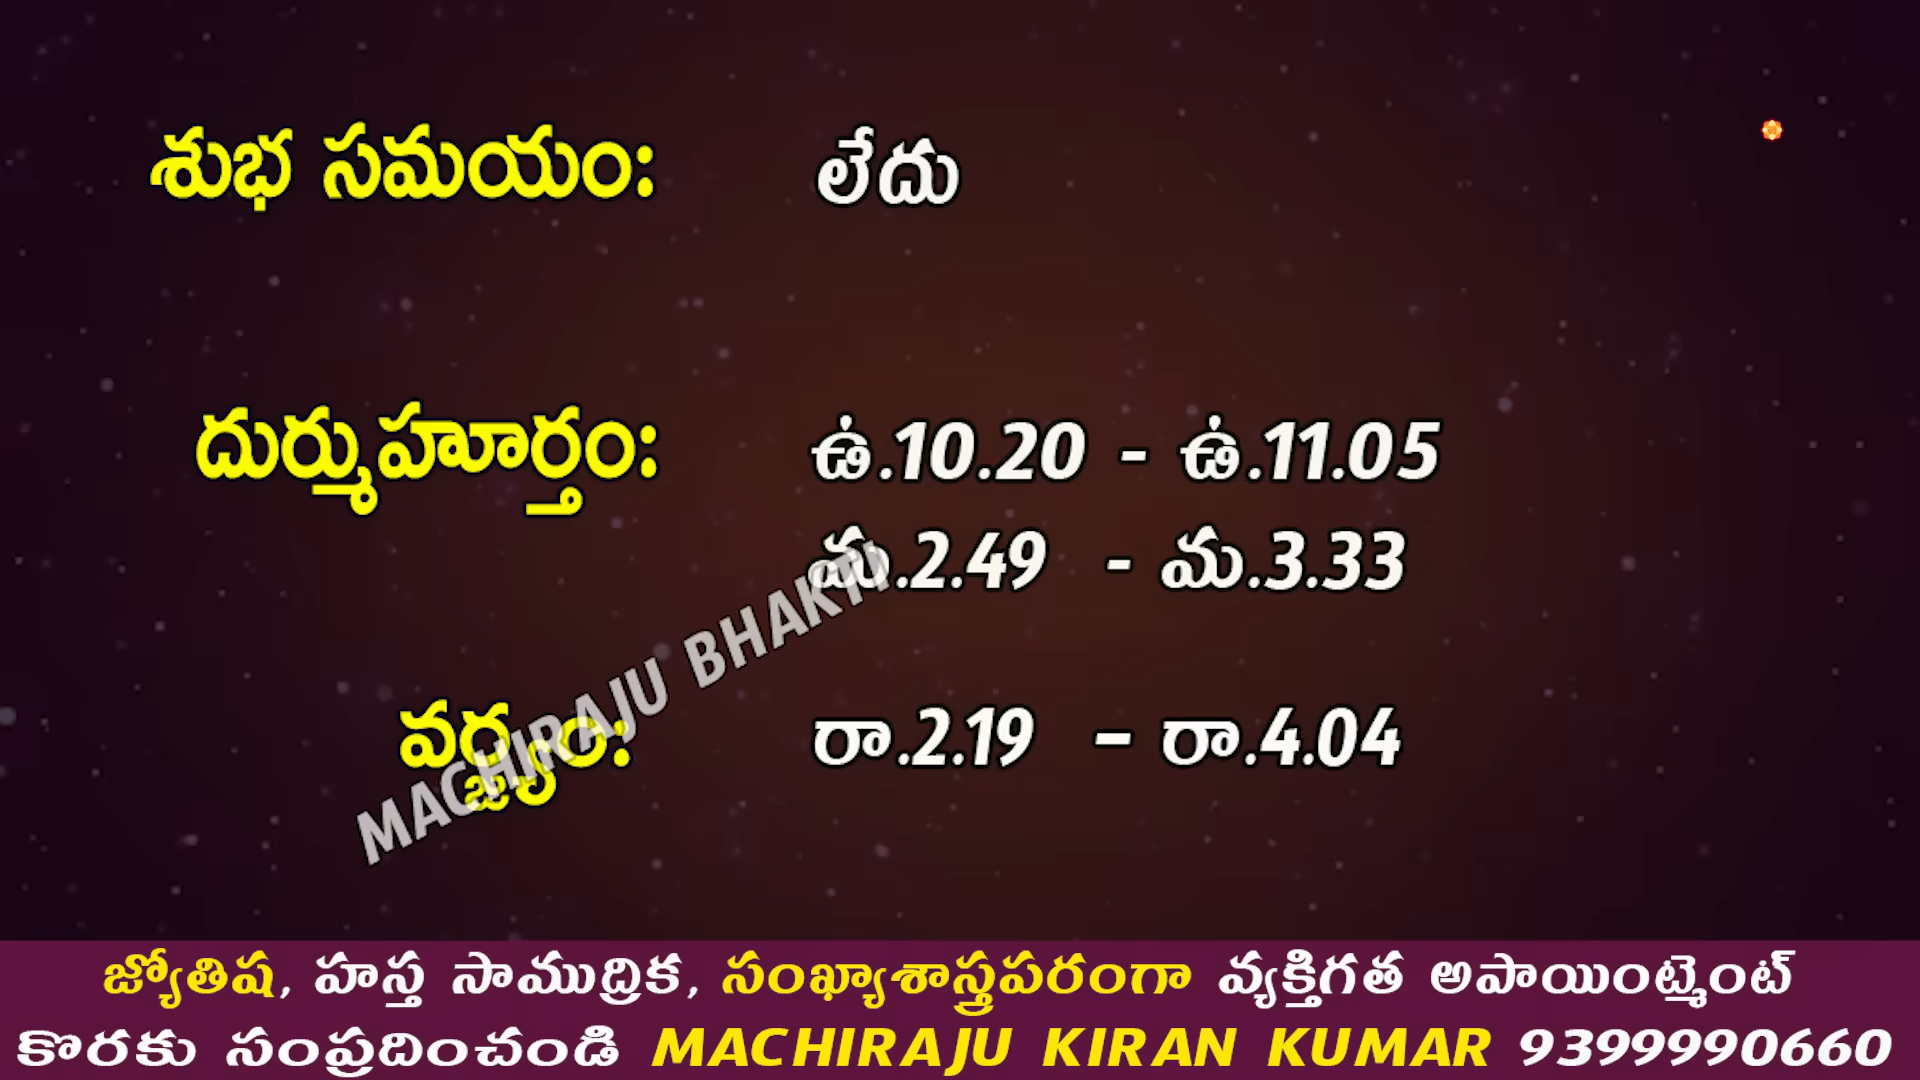 శుభ సమయం: లేదు
దుర్ముహూర్తం: ఉ.10.20 - ఉ.11.05
మ.2.49 - మ.3.33
వర్జ్యం: రా.2.19 - రా.4.04
MACHIRAJU BHAKTI
జ్యోతిష, హస్త సాముద్రిక, సంఖ్యాశాస్త్రపరంగా వ్యక్తిగత అపాయింట్మెంట్
కొరకు సంప్రదించండి MACHIRAJU KIRAN KUMAR 9399990660